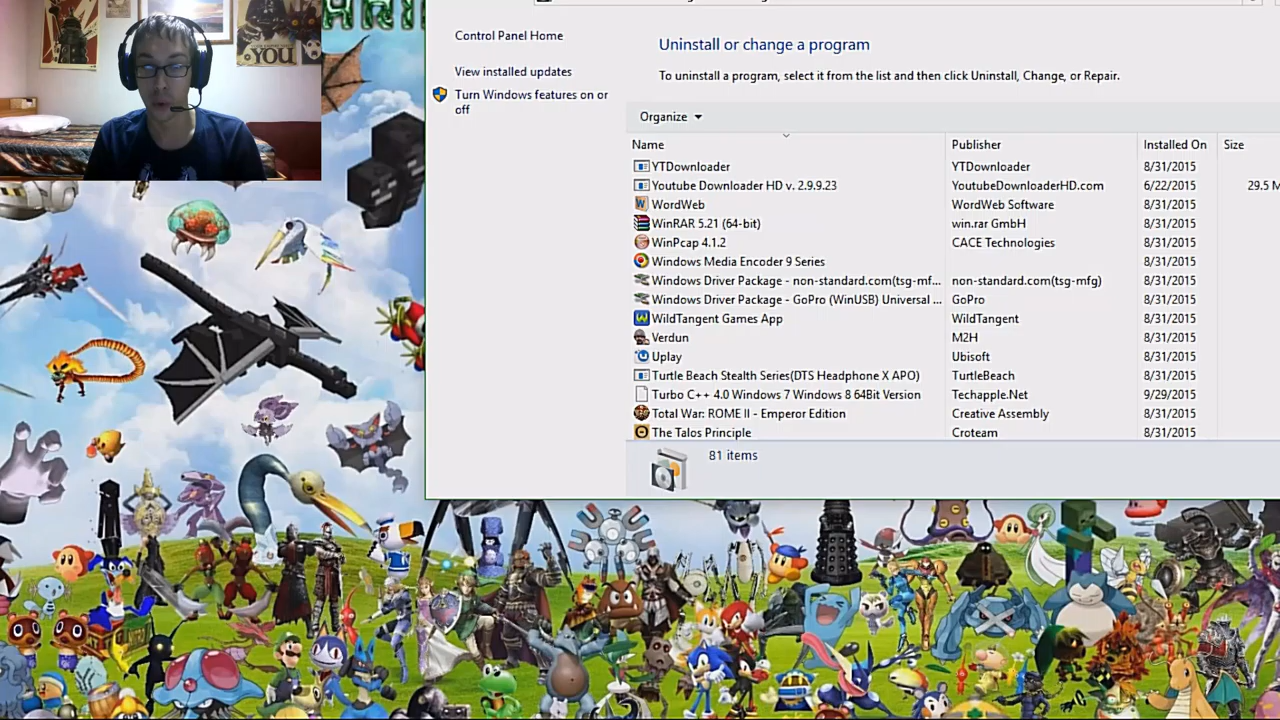 YOU
Control Panel Home
View installed updates
Turn Windows features on or
off
Uninstall or change a program
To uninstall a program, select it from the list and then click Uninstall, Change, or Repair.
Organize
Name Publisher Installed On Size
YTDownloader YTDownloader 8/31/2015
Youtube Downloader HD v. 2.9.9.23 YoutubeDownloaderHD.com 6/22/2015 29.5 M
WordWeb WordWeb Software 8/31/2015
WinRAR 5.21 (64-bit) win.rar GmbH 8/31/2015
WinPcap 4.1.2 CACE Technologies 8/31/2015
Windows Media Encoder 9 Series 8/31/2015
Windows Driver Package - non-standard.com(tsg-mf... non-standard.com(tsg-mfg) 8/31/2015
Windows Driver Package - GoPro (WinUSB) Universal ... GoPro 8/31/2015
WildTangent Games App WildTangent 8/31/2015
Verdun M2H 8/31/2015
Uplay Ubisoft 8/31/2015
Turtle Beach Stealth Series(DTS Headphone X APO) TurtleBeach 8/31/2015
Turbo C++ 4.0 Windows 7 Windows 8 64Bit Version Techapple.Net 9/29/2015
Total War: ROME II - Emperor Edition Creative Assembly 8/31/2015
The Talos Principle Croteam 8/31/2015
81 items